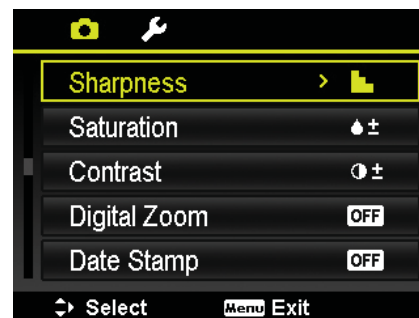 Sharpness
Saturation
Contrast
Digital Zoom OFF
Date Stamp OFF
Select Menu Exit